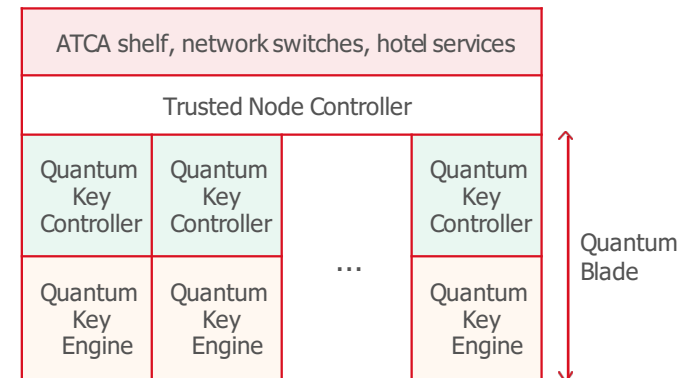 ATCA shelf, network switches, hotel services
Trusted Node Controller
Quantum
Key
Controller
Quantum
Key
Controller
Quantum
Key
Controller
...
Quantum
Key
Engine
Quantum
Key
Engine
Quantum
Key
Engine
Quantum
Blade